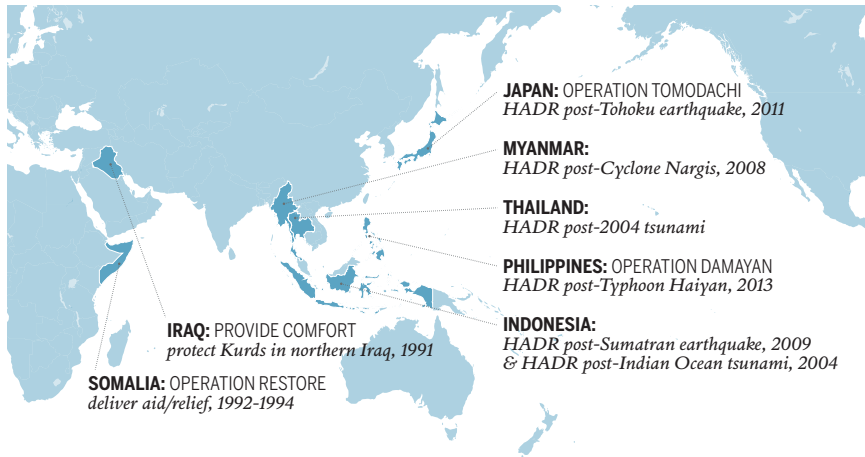 JAPAN: OPERATION TOMODACHI
HADR post-Tohoku earthquake, 2011
MYANMAR:
HADR post-Cyclone Nargis, 2008
THAILAND:
HADR post-2004 tsunami
PHILIPPINES: OPERATION DAMAYAN
HADR post-Typhoon Haiyan, 2013
INDONESIA:
HADR post-Sumatran earthquake, 2009
& HADR post-Indian Ocean tsunami, 2004
IRAQ: PROVIDE COMFORT
protect Kurds in northern Iraq, 1991
SOMALIA: OPERATION RESTORE
deliver aid/relief, 1992-1994